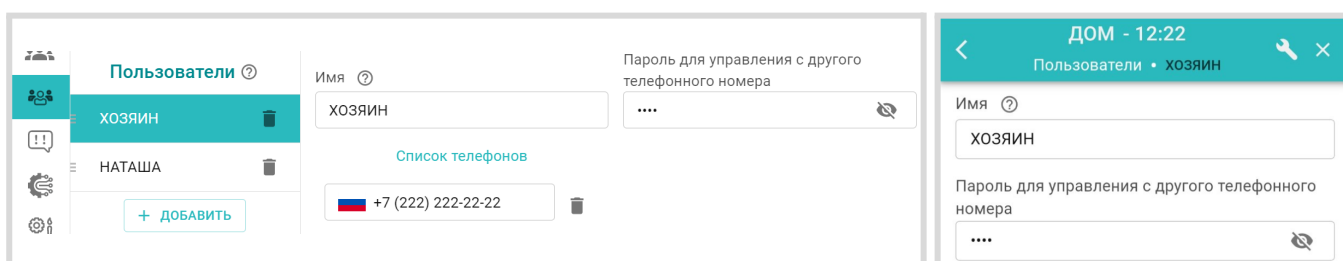 Пользователи
ХОЗЯИН
НАТАША
+ ДОБАВИТЬ
Имя
ХОЗЯИН
Пароль для управления с другого
телефонного номера
••••
Список телефонов
+7 (222) 222-22-22
ДОМ - 12:22
Пользователи • ХОЗЯИН
Имя
ХОЗЯИН
Пароль для управления с другого телефонного
номера
••••